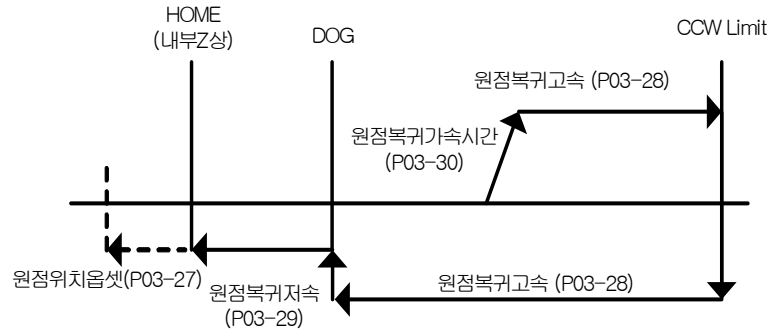 HOME
(내부Z상)
DOG
CCW Limit
원점복귀고속 (P03-28)
원점복귀가속시간
(P03-30)
원점위치옵셋(P03-27)
원점복귀저속
(P03-29)
원점복귀고속 (P03-28)